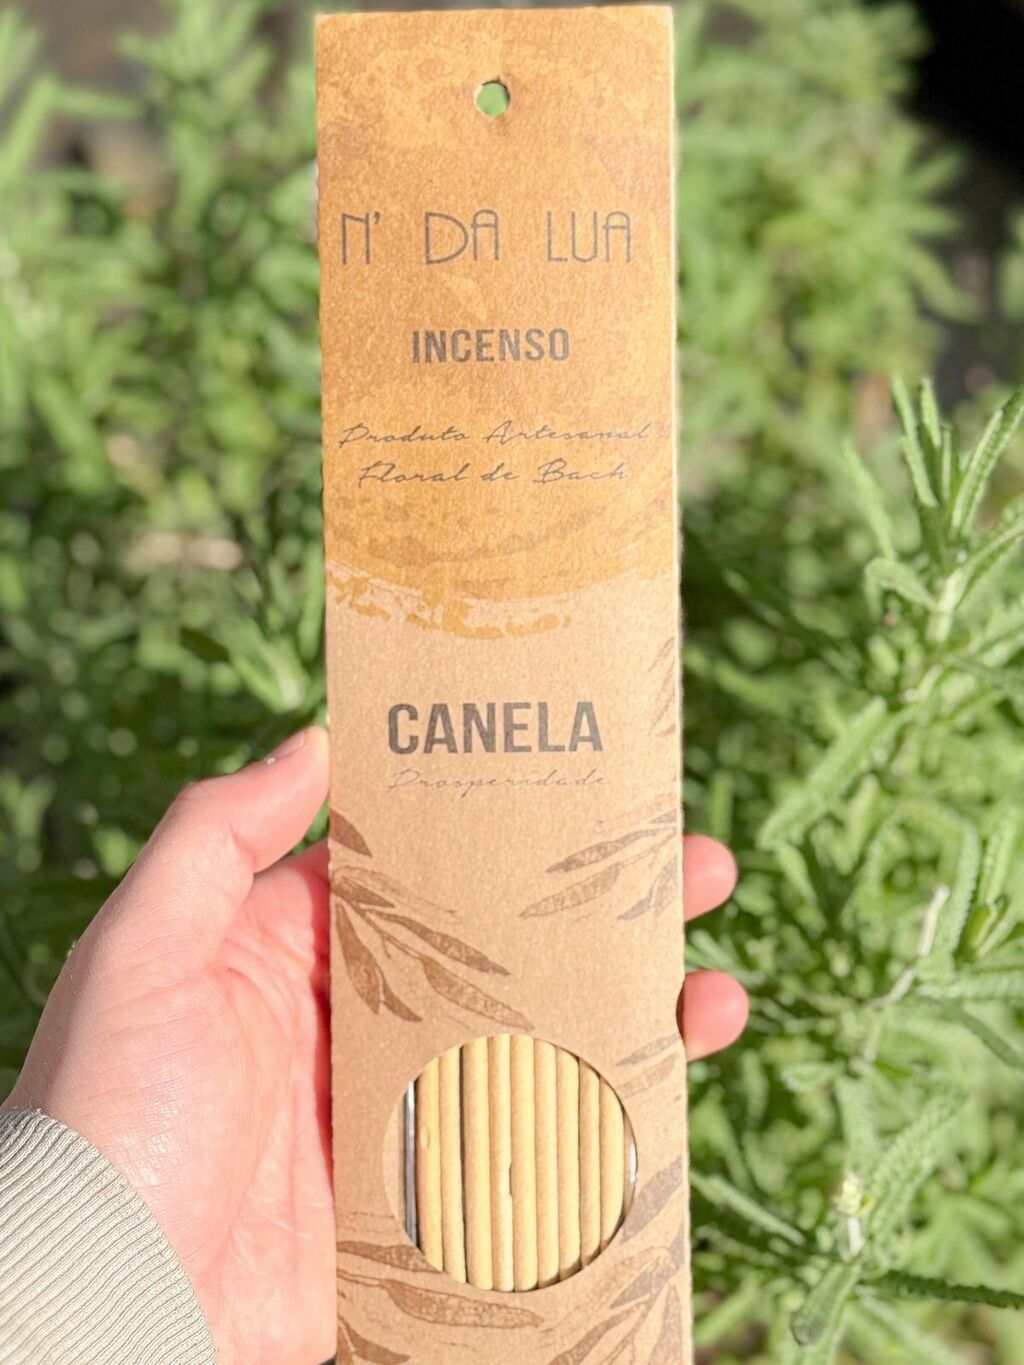 N' DA LUA
INCENSO
Produto Artesanal
Floral de Bach
CANELA
Prosperidade